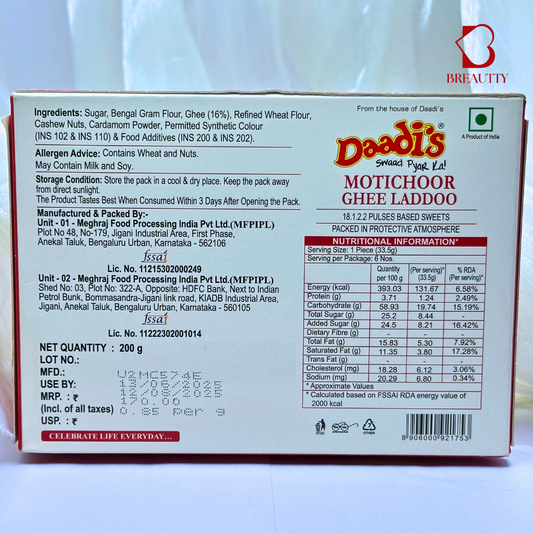 BREAUTTY
Ingredients: Sugar, Bengal Gram Flour, Ghee (16%), Refined Wheat Flour,
Cashew Nuts, Cardamom Powder, Permitted Synthetic Colour
(INS 102 & INS 110) & Food Additives (INS 200 & INS 202).
Allergen Advice: Contains Wheat and Nuts.
May Contain Milk and Soy.
Storage Condition: Store the pack in a cool & dry place. Keep the pack away
from direct sunlight.
The Product Tastes Best When Consumed Within 3 Days After Opening the Pack.
Manufactured & Packed By:-
Unit - 01 - Meghraj Food Processing India Pvt Ltd.(MFPIPL)
Plot No 48, No-179, Jigani Industrial Area, First Phase,
Anekal Taluk, Bengaluru Urban, Karnataka - 562106
fssai
Lic. No. 11215302000249
Unit - 02 - Meghraj Food Processing India Pvt Ltd.(MFPIPL)
Shed No: 03, Plot No: 322-A, Opposite: HDFC Bank, Next to Indian
Petrol Bunk, Bommasandra-Jigani link road, KIADB Industrial Area,
Jigani, Anekal Taluk, Bengaluru Urban, Karnataka - 560105
fssai
Lic. No. 11222302001014
NET QUANTITY : 200 g
LOT NO.: U2MC574E
MFD.: 13/06/2025
USE BY: 12/08/2025
MRP. : ₹ 170.00
(Incl. of all taxes) 0.85 Per g
USP. : ₹
CELEBRATE LIFE EVERYDAY...
From the house of Daadi's
A Product of India
Daadi's
Swaad Pyar Ka!
MOTICHOOR
GHEE LADDOO
18.1.2.2 PULSES BASED SWEETS
PACKED IN PROTECTIVE ATMOSPHERE
NUTRITIONAL INFORMATION*
Serving Size: 1 Piece (33.5g)
Serving per Package: 6 Nos.
Quantity per 100 g (Per serving)* (33.5g) % RDA (Per serving)*
Energy (kcal) 393.03 131.67 6.58%
Protein (g) 3.71 1.24 2.49%
Carbohydrate (g) 58.93 19.74 15.19%
Total Sugar (g) 25.2 8.44 -
Added Sugar (g) 24.5 8.21 16.42%
Dietary Fibre (g) - - -
Total Fat (g) 15.83 5.30 7.92%
Saturated Fat (g) 11.35 3.80 17.28%
Trans Fat (g) - - -
Cholesterol (mg) 18.28 6.12 3.06%
Sodium (mg) 20.29 6.80 0.34%
* Approximate Values
* Calculated based on FSSAI RDA energy value of
2000 kcal
OTHER
8 906000 921753